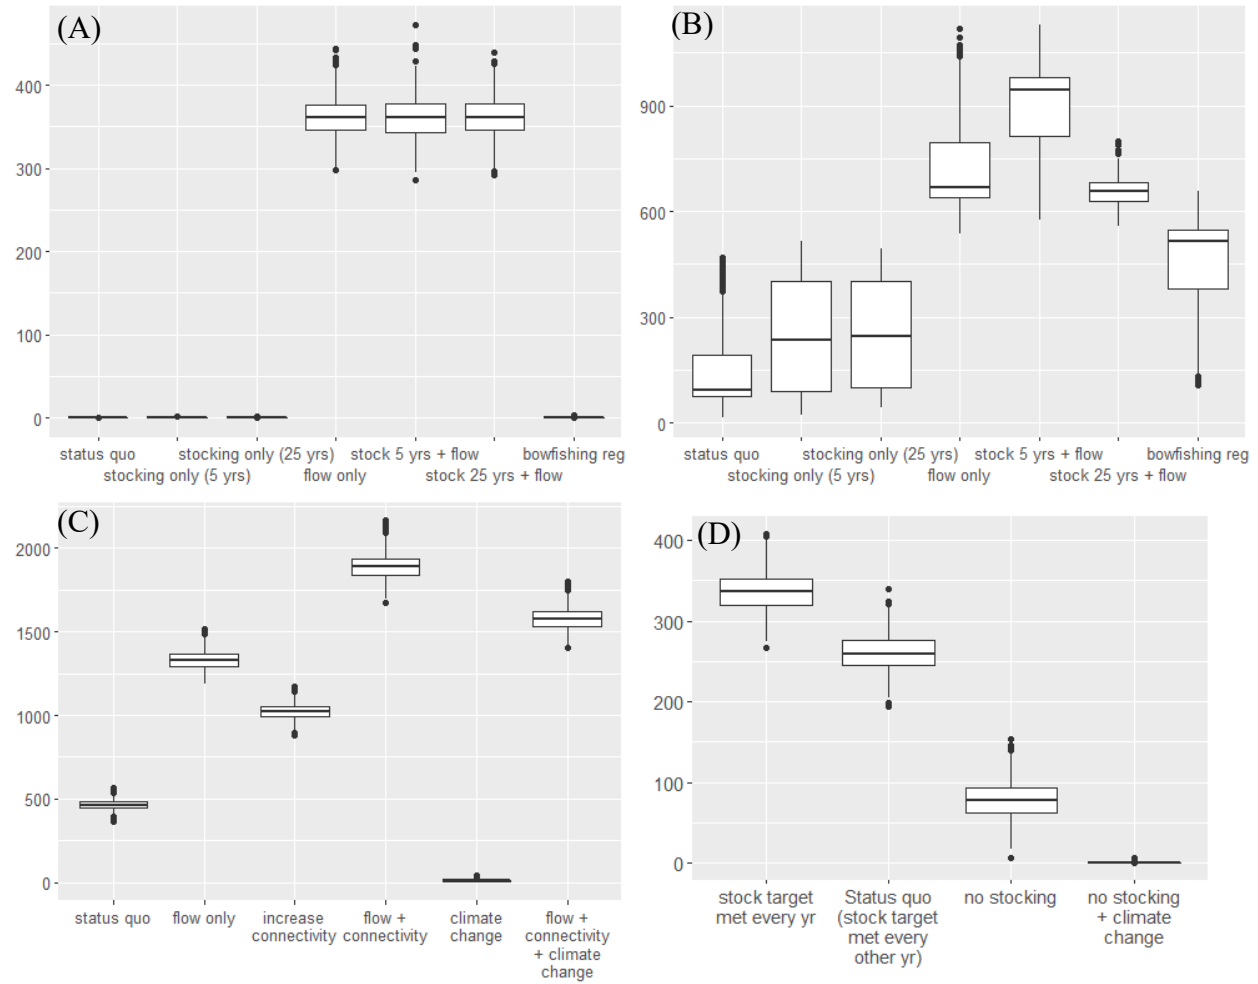 (A)
400
300
200
100
0
status quo
stocking only (5 yrs)
stocking only (25 yrs)
flow only
stock 5 yrs + flow
stock 25 yrs + flow
bowfishing reg
(B)
900
600
300
0
status quo
stocking only (5 yrs)
stocking only (25 yrs)
flow only
stock 5 yrs + flow
stock 25 yrs + flow
bowfishing reg
(C)
2000
1500
1000
500
0
status quo
flow only
increase
connectivity
flow +
connectivity
climate
change
flow +
connectivity
+ climate
change
(D)
400
300
200
100
0
stock target
met every yr
Status quo
(stock target
met every
other yr)
no stocking
no stocking
+ climate
change